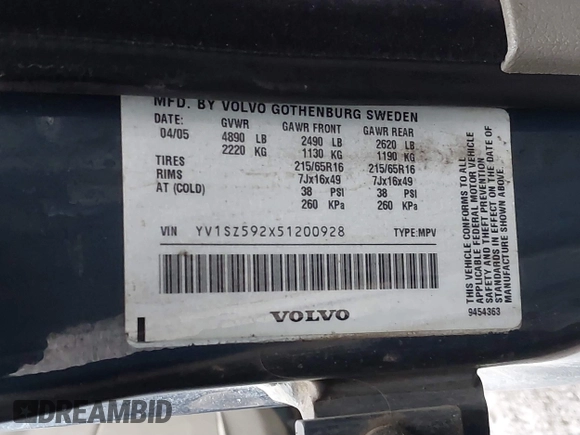 MFD. BY VOLVO GOTHENBURG SWEDEN
DATE: GVWR GAWR FRONT GAWR REAR
04/05 4890 LB 2490 LB 2620 LB
2220 KG 1130 KG 1190 KG
TIRES 215/65R16 215/65R16
RIMS 7Jx16x49 7Jx16x49
AT (COLD) 38 PSI 38 PSI
260 KPa 260 KPa
VIN YV1SZ592x51200928 TYPE:MPV
VOLVO
THIS VEHICLE CONFORMS TO ALL
APPLICABLE FEDERAL MOTOR VEHICLE
SAFETY AND THEFT PREVENTION
STANDARDS IN EFFECT ON DATE OF
MANUFACTURE SHOWN ABOVE.
9454363
DREAMBID